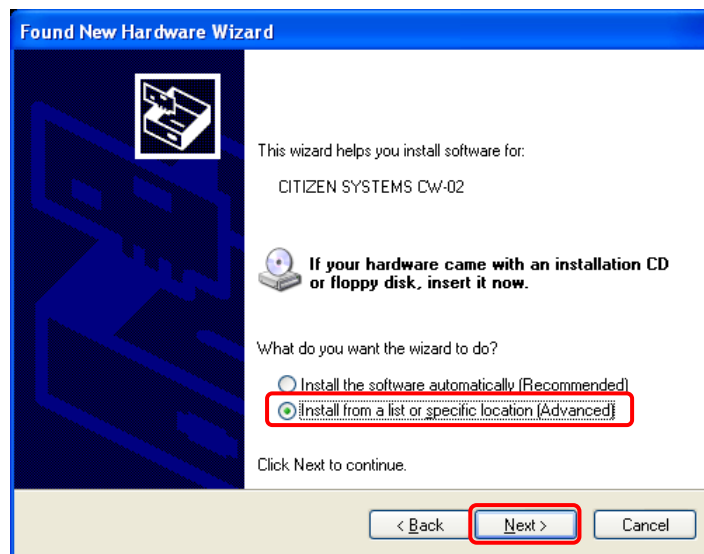 Found New Hardware Wizard
This wizard helps you install software for:
CITIZEN SYSTEMS CW-02
If your hardware came with an installation CD
or floppy disk, insert it now.
What do you want the wizard to do?
Install the software automatically (Recommended)
Install from a list or specific location (Advanced)
Click Next to continue.
< Back
Next >
Cancel